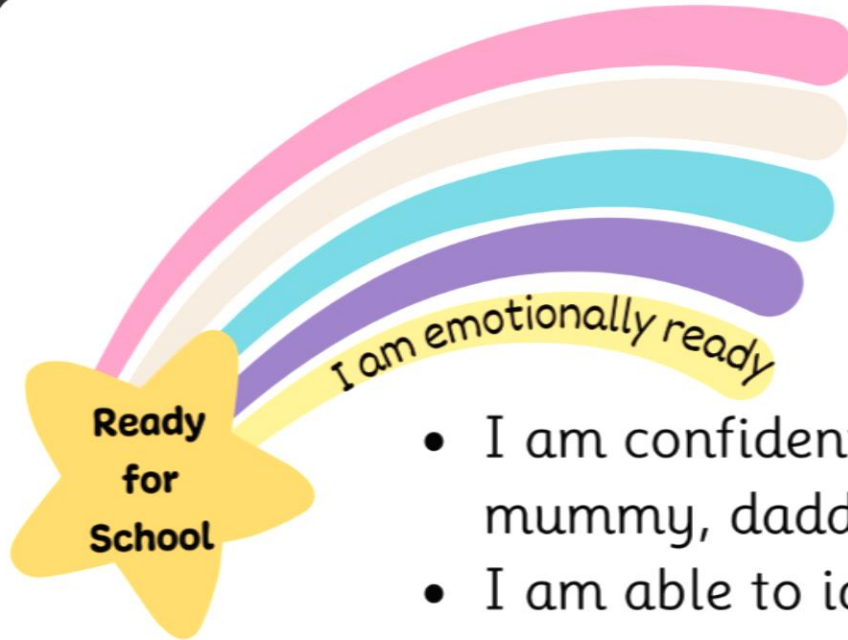 I am emotionally ready
Ready
for
School
• I am confiden
mummy, dadd
• I am able to